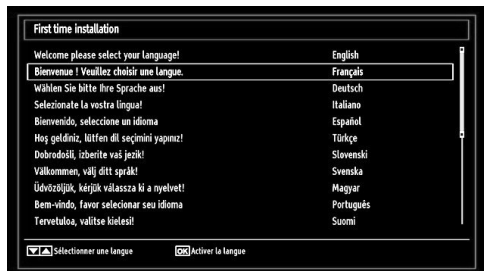 First time installation
Welcome please select your language! English
Bienvenue ! Veuillez choisir une langue. Français
Wählen Sie bitte Ihre Sprache aus! Deutsch
Selezionate la vostra lingua! Italiano
Bienvenido, seleccione un idioma Español
Hoş geldiniz, lütfen dil seçimini yapınız! Türkçe
Dobrodošli, izberite vaš jezik! Slovenski
Välkommen, välj ditt språk! Svenska
Üdvözöljük, kérjük válassza ki a nyelvet! Magyar
Bem-vindo, favor selecionar seu idioma Português
Tervetuloa, valitse kielesi! Suomi
Sélectionner une langue OK Activer la langue